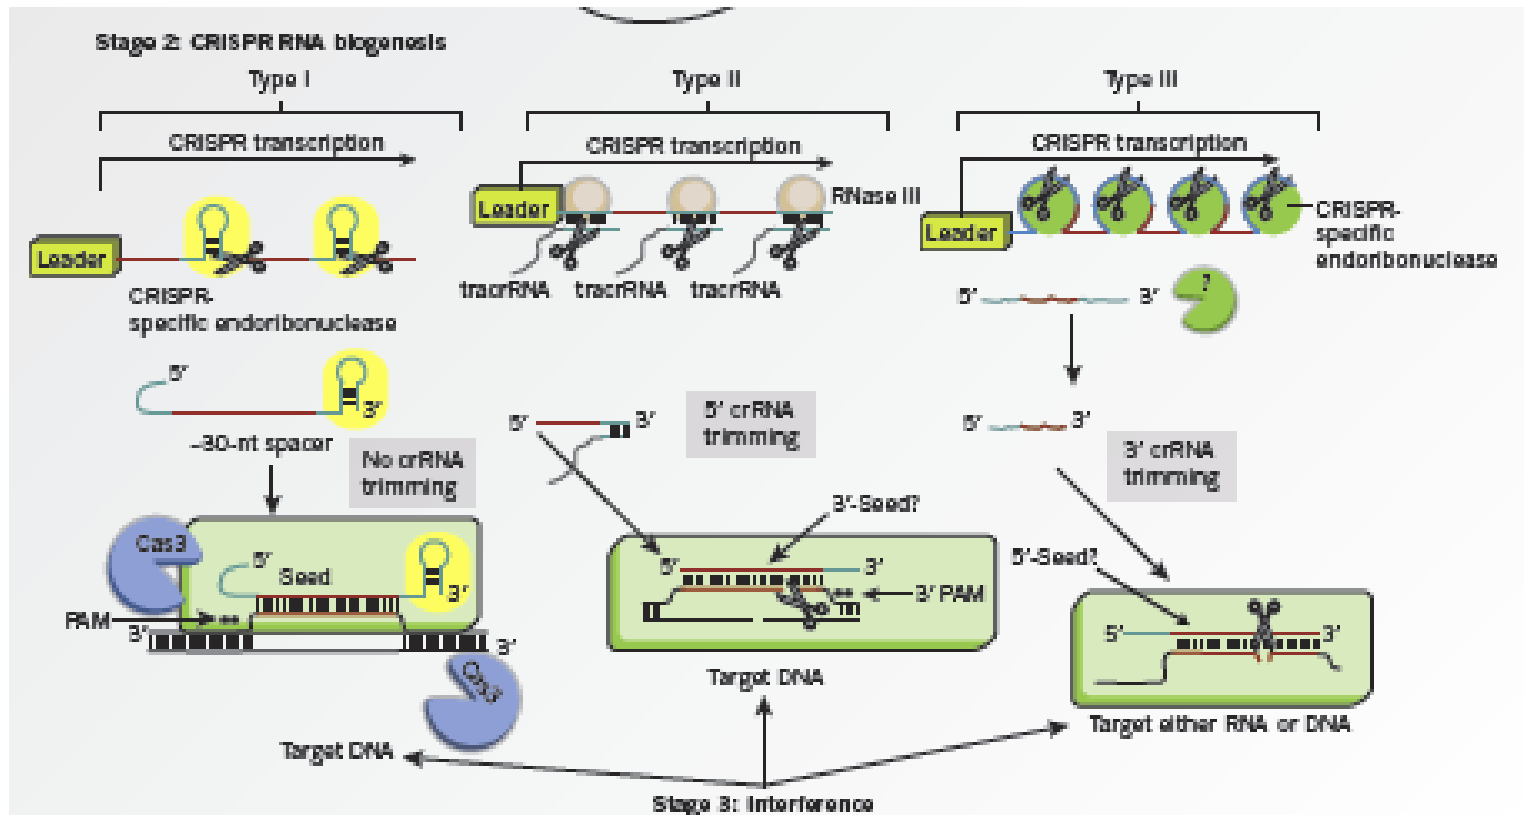 Stage 2: CRISPR RNA biogenesis
Type I
CRISPR transcription
Leader
CRISPR-
specific endoribonuclease
5′
3′
~30-nt spacer
No crRNA
trimming
Cas3
5′
Seed
3′
PAM
3′
3′
Cas3
Target DNA
Type II
CRISPR transcription
Leader
RNase III
tracrRNA
tracrRNA
tracrRNA
5′
3′
5′ crRNA
trimming
3′-Seed?
5′
3′
3′ PAM
Target DNA
Type III
CRISPR transcription
Leader
CRISPR-
specific
endoribonuclease
5′
3′
?
5′
3′
3′ crRNA
trimming
5′-Seed?
5′
3′
Target either RNA or DNA
Stage 3: Interference